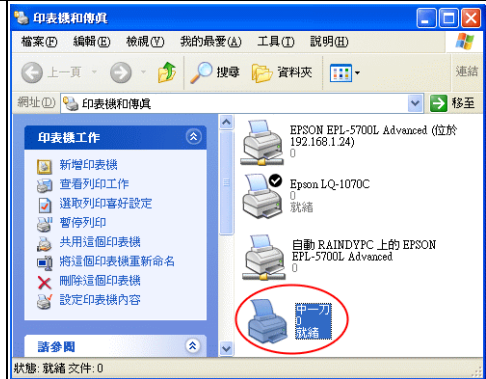 印表機和傳真
檔案(F) 編輯(E) 檢視(V) 我的最愛(A) 工具(T) 說明(H)
上一頁 搜尋 資料夾 連結
網址(D) 印表機和傳真 移至
印表機工作
新增印表機
查看列印工作
選取列印喜好設定
暫停列印
共用這個印表機
將這個印表機重新命名
刪除這個印表機
設定印表機內容
請參閱
EPSON EPL-5700L Advanced (位於
192.168.1.24)
0
Epson LQ-1070C
0
就緒
自動 RAINDYPC 上的 EPSON
EPL-5700L Advanced
0
中一刀
0
就緒
狀態: 就緒 文件: 0